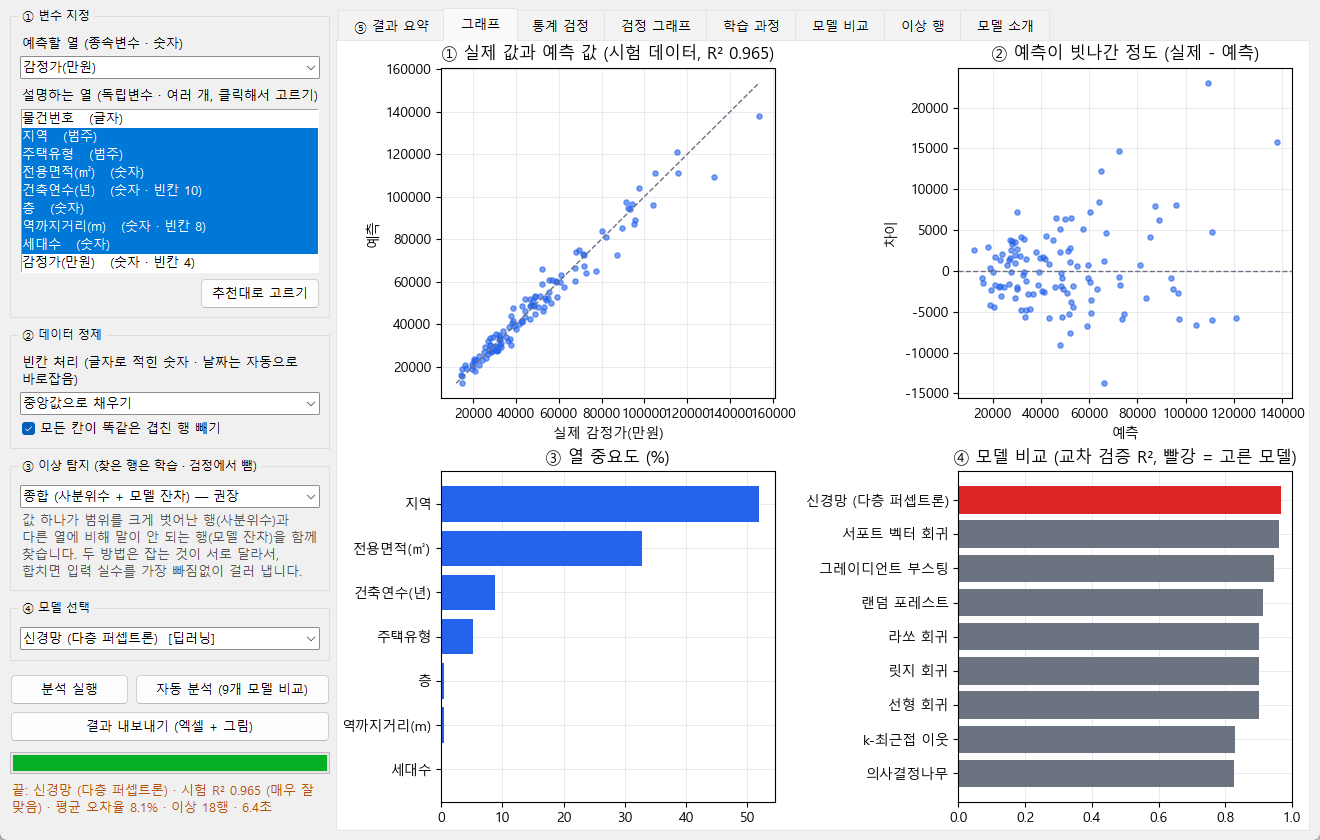 ① 변수 지정
예측할 열 (종속변수 · 숫자)
감정가(만원)
설명하는 열 (독립변수 · 여러 개, 클릭해서 고르기)
물건번호 (글자)
지역 (범주)
주택유형 (범주)
전용면적(㎡) (숫자)
건축연수(년) (숫자 · 빈칸 10)
층 (숫자)
역까지거리(m) (숫자 · 빈칸 8)
세대수 (숫자)
감정가(만원) (숫자 · 빈칸 4)
추천대로 고르기
② 데이터 정제
빈칸 처리 (글자로 적힌 숫자 · 날짜는 자동으로
바로잡음)
중앙값으로 채우기
모든 칸이 똑같은 겹친 행 빼기
③ 이상 탐지 (찾은 행은 학습 · 검정에서 뺌)
종합 (사분위수 + 모델 잔차) — 권장
값 하나가 범위를 크게 벗어난 행(사분위수)과
다른 열에 비해 말이 안 되는 행(모델 잔차)을 함께
찾습니다. 두 방법은 잡는 것이 서로 달라서,
합치면 입력 실수를 가장 빠짐없이 걸러 냅니다.
④ 모델 선택
신경망 (다층 퍼셉트론) [딥러닝]
분석 실행
자동 분석 (9개 모델 비교)
결과 내보내기 (엑셀 + 그림)
끝: 신경망 (다층 퍼셉트론) · 시험 R² 0.965 (매우 잘
맞음) · 평균 오차율 8.1% · 이상 18행 · 6.4초
⑤ 결과 요약
그래프
통계 검정
검정 그래프
학습 과정
모델 비교
이상 행
모델 소개
① 실제 값과 예측 값 (시험 데이터, R² 0.965)
160000
140000
120000
100000
80000
60000
40000
20000
예측
20000 40000 60000 80000 100000 120000 140000 160000
실제 감정가(만원)
② 예측이 빗나간 정도 (실제 - 예측)
20000
15000
10000
5000
0
-5000
-10000
-15000
차이
20000 40000 60000 80000 100000 120000 140000
예측
③ 열 중요도 (%)
지역
전용면적(㎡)
건축연수(년)
주택유형
층
역까지거리(m)
세대수
0 10 20 30 40 50
④ 모델 비교 (교차 검증 R², 빨강 = 고른 모델)
신경망 (다층 퍼셉트론)
서포트 벡터 회귀
그레이디언트 부스팅
랜덤 포레스트
라쏘 회귀
릿지 회귀
선형 회귀
k-최근접 이웃
의사결정나무
0.0 0.2 0.4 0.6 0.8 1.0